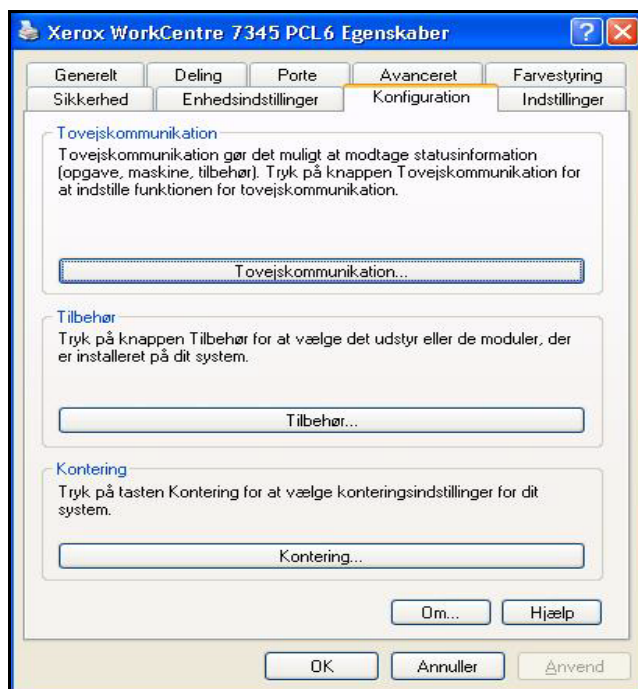 Xerox WorkCentre 7345 PCL6 Egenskaber
Generelt Deling Porte Avanceret Farvestyring
Sikkerhed Enhedsindstillinger Konfiguration Indstillinger
Tovejskommunikation
Tovejskommunikation gør det muligt at modtage statusinformation
(opgave, maskine, tilbehør). Tryk på knappen Tovejskommunikation for
at indstille funktionen for tovejskommunikation.
Tovejskommunikation...
Tilbehør
Tryk på knappen Tilbehør for at vælge det udstyr eller de moduler, der
er installeret på dit system.
Tilbehør...
Kontering
Tryk på tasten Kontering for at vælge konteringsindstillinger for dit
system.
Kontering...
Om... Hjælp
OK Annuller Anvend